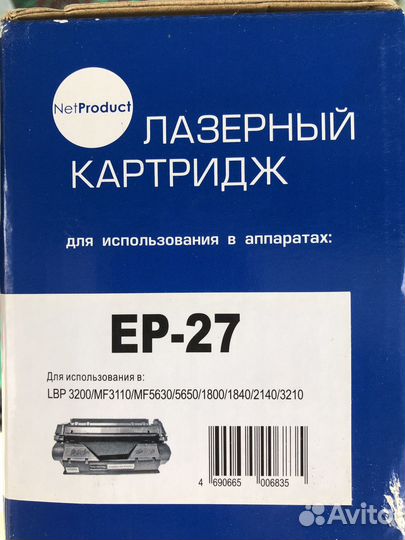 NetProduct
ЛАЗЕРНЫЙ
КАРТРИДЖ
для использования в аппаратах:
EP-27
Для использования в:
LBP 3200/MF3110/MF5630/5650/1800/1840/2140/3210
4 690665 006835
Avito